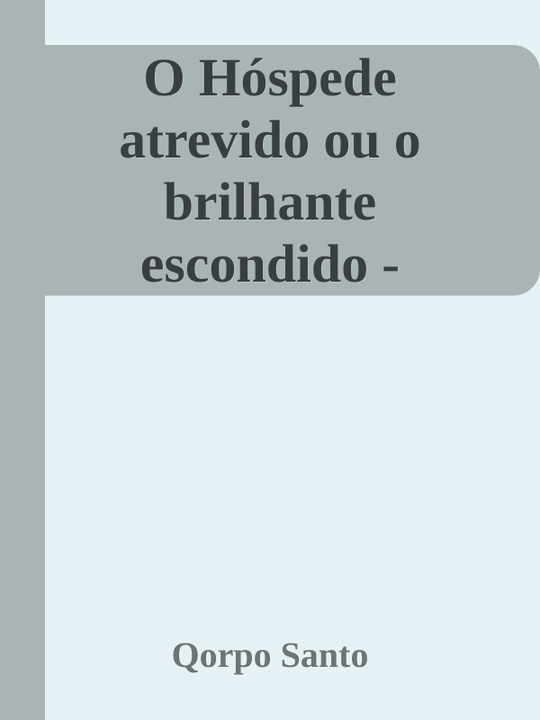 O Hóspede
atrevido ou o
brilhante
escondido -
Qorpo Santo